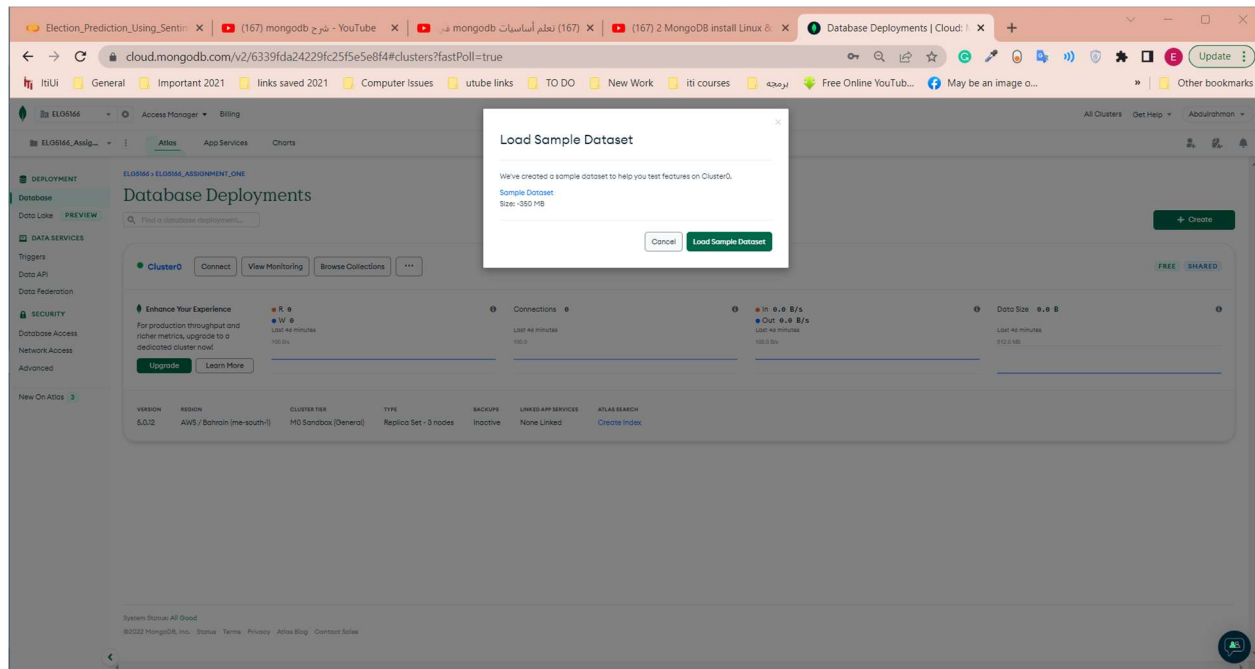 Election_Prediction_Using_Sentin
(167) mongodb شرح - YouTube
(167) تعلم أساسيات mongodb
(167) 2 MongoDB install Linux &
Database Deployments | Cloud:
cloud.mongodb.com/v2/6339fda24229fc25f5e5e8f4#clusters?fastPoll=true
Update
ItiUi
General
Important 2021
links saved 2021
Computer Issues
utube links
TO DO
New Work
iti courses
برمجه
Free Online YouTub...
May be an image o...
Other bookmarks
ELG5166
Access Manager
Billing
All Clusters
Get Help
Abdulrahman
ELG5166_Assig...
Atlas
App Services
Charts
Load Sample Dataset
We've created a sample dataset to help you test features on Cluster0.
Sample Dataset
Size: ~350 MB
Cancel
Load Sample Dataset
DEPLOYMENT
Database
Data Lake PREVIEW
DATA SERVICES
Triggers
Data API
Data Federation
SECURITY
Database Access
Network Access
Advanced
New On Atlas 3
ELG5166 > ELG5166_ASSIGNMENT_ONE
Database Deployments
Find a database deployment...
+ Create
Cluster0
Connect
View Monitoring
Browse Collections
...
FREE
SHARED
Enhance Your Experience
For production throughput and
richer metrics, upgrade to a
dedicated cluster now!
Upgrade
Learn More
R 0
W 0
Last 46 minutes
100.0/s
Connections 0
Last 46 minutes
100.0
In 0.0 B/s
Out 0.0 B/s
Last 46 minutes
100.0 B/s
Data Size 0.0 B
Last 46 minutes
512.0 MB
VERSION
5.0.12
REGION
AWS / Bahrain (me-south-1)
CLUSTER TIER
M0 Sandbox (General)
TYPE
Replica Set - 3 nodes
BACKUPS
Inactive
LINKED APP SERVICES
None Linked
ATLAS SEARCH
Create Index
System Status: All Good
©2022 MongoDB, Inc. Status Terms Privacy Atlas Blog Contact Sales